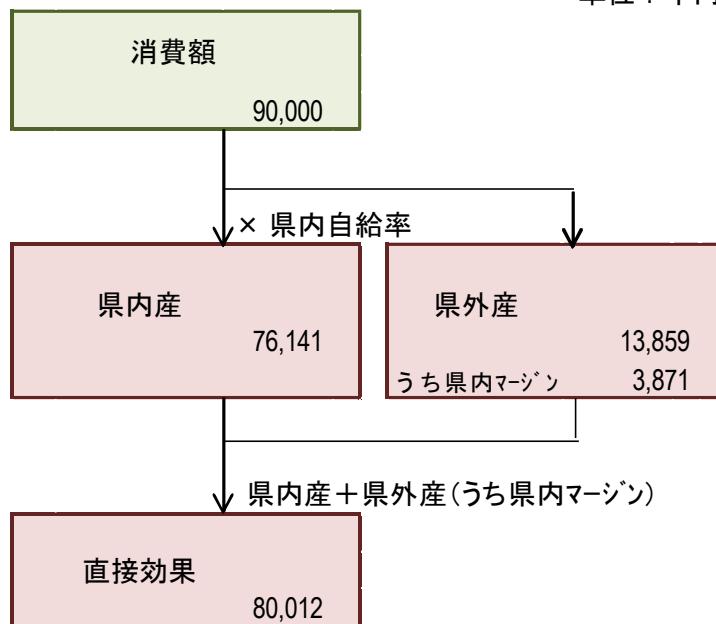 消費額
90,000
× 県内自給率
県内産
76,141
県外産
13,859
うち県内ﾏｰｼﾞﾝ 3,871
県内産＋県外産(うち県内ﾏｰｼﾞﾝ)
直接効果
80,012